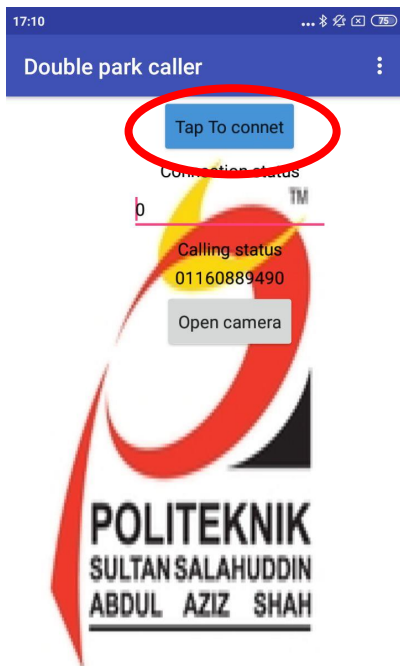 17:10 75
Double park caller
Tap To connet
Connection status
TM
0
Calling status
01160889490
Open camera
POLITEKNIK
SULTAN SALAHUDDIN
ABDUL AZIZ SHAH